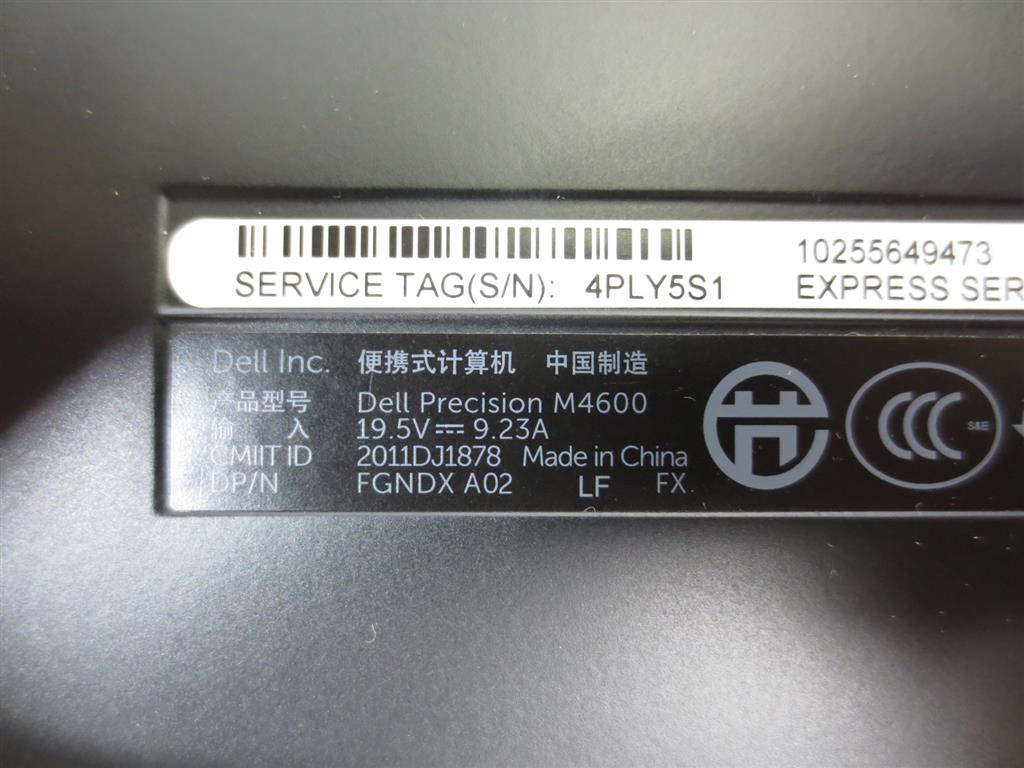 10255649473
SERVICE TAG(S/N): 4PLY5S1 EXPRESS SER
Dell Inc. 便携式计算机 中国制造
产品型号 Dell Precision M4600
输 入 19.5V⎓9.23A
CMIIT ID 2011DJ1878 Made in China
DP/N FGNDX A02 LF FX
CCC S&E